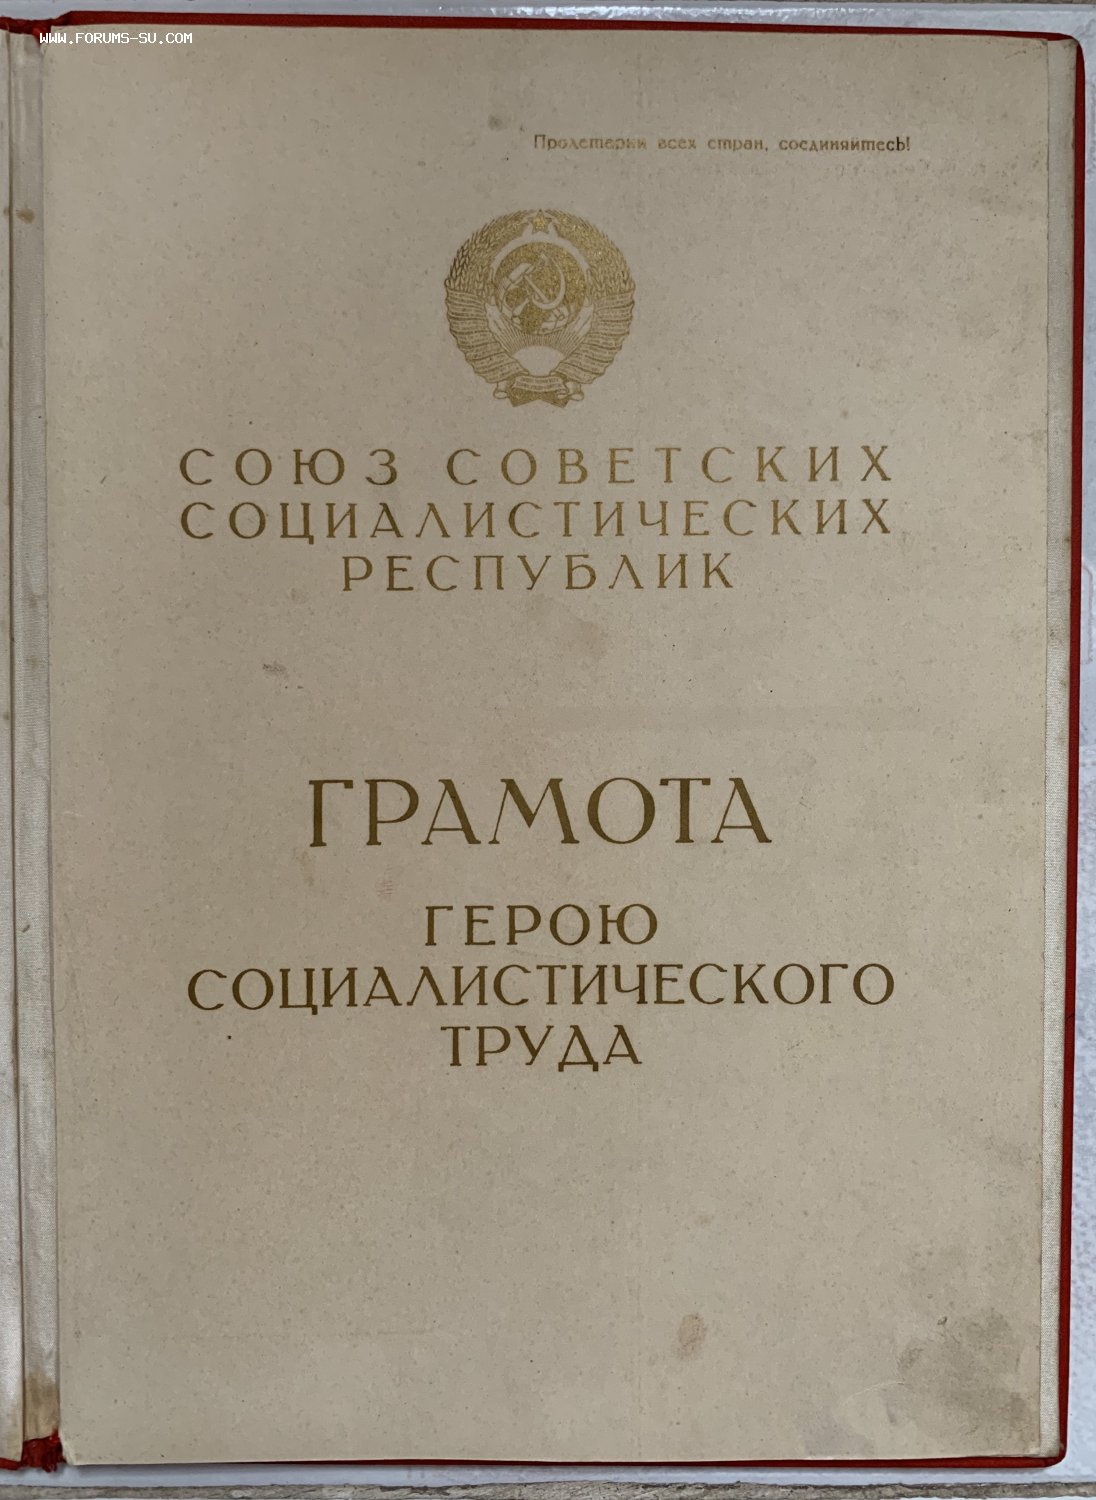 WWW.FORUMS-SU.COM
Пролетарии всех стран, соединяйтесь!
СОЮЗ СОВЕТСКИХ
СОЦИАЛИСТИЧЕСКИХ
РЕСПУБЛИК
ГРАМОТА
ГЕРОЮ
СОЦИАЛИСТИЧЕСКОГО
ТРУДА